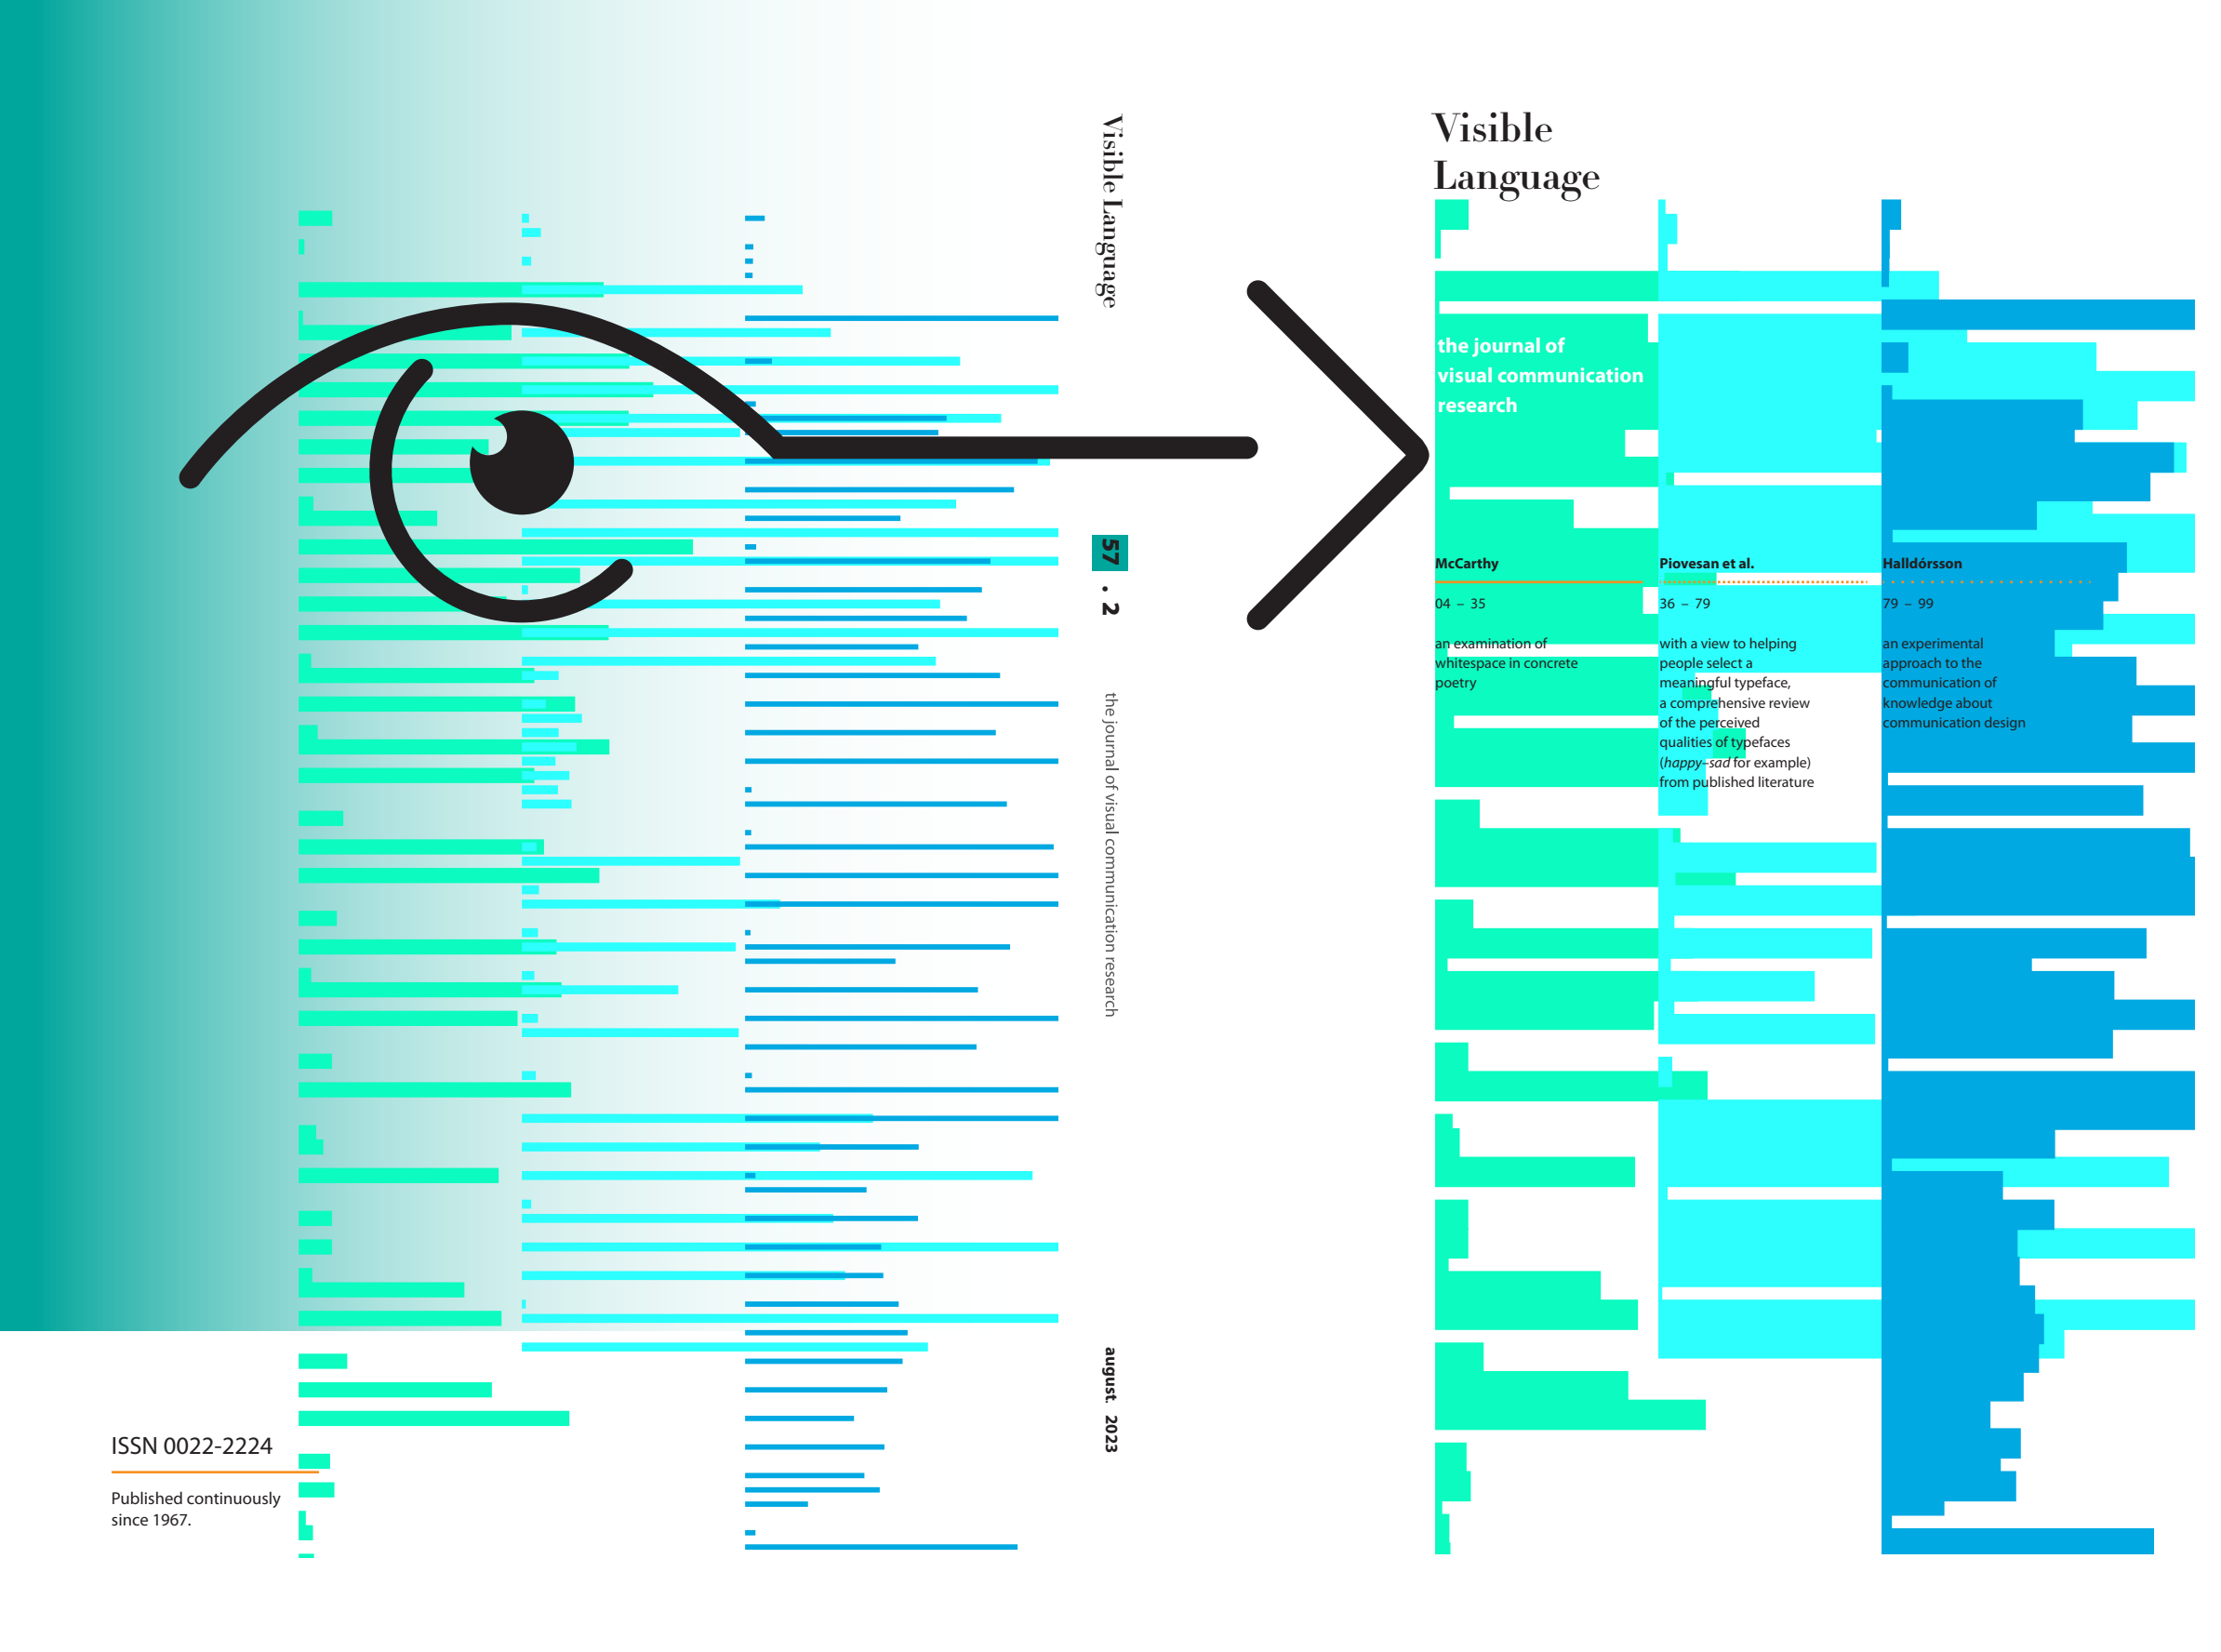 ISSN 0022-2224
Published continuously
since 1967.
Visible Language
57 . 2
the journal of visual communication research
august. 2023
Visible
Language
the journal of
visual communication
research
McCarthy
04 – 35
an examination of
whitespace in concrete
poetry
Piovesan et al.
36 – 79
with a view to helping
people select a
meaningful typeface,
a comprehensive review
of the perceived
qualities of typefaces
(happy–sad for example)
from published literature
Halldórsson
79 – 99
an experimental
approach to the
communication of
knowledge about
communication design